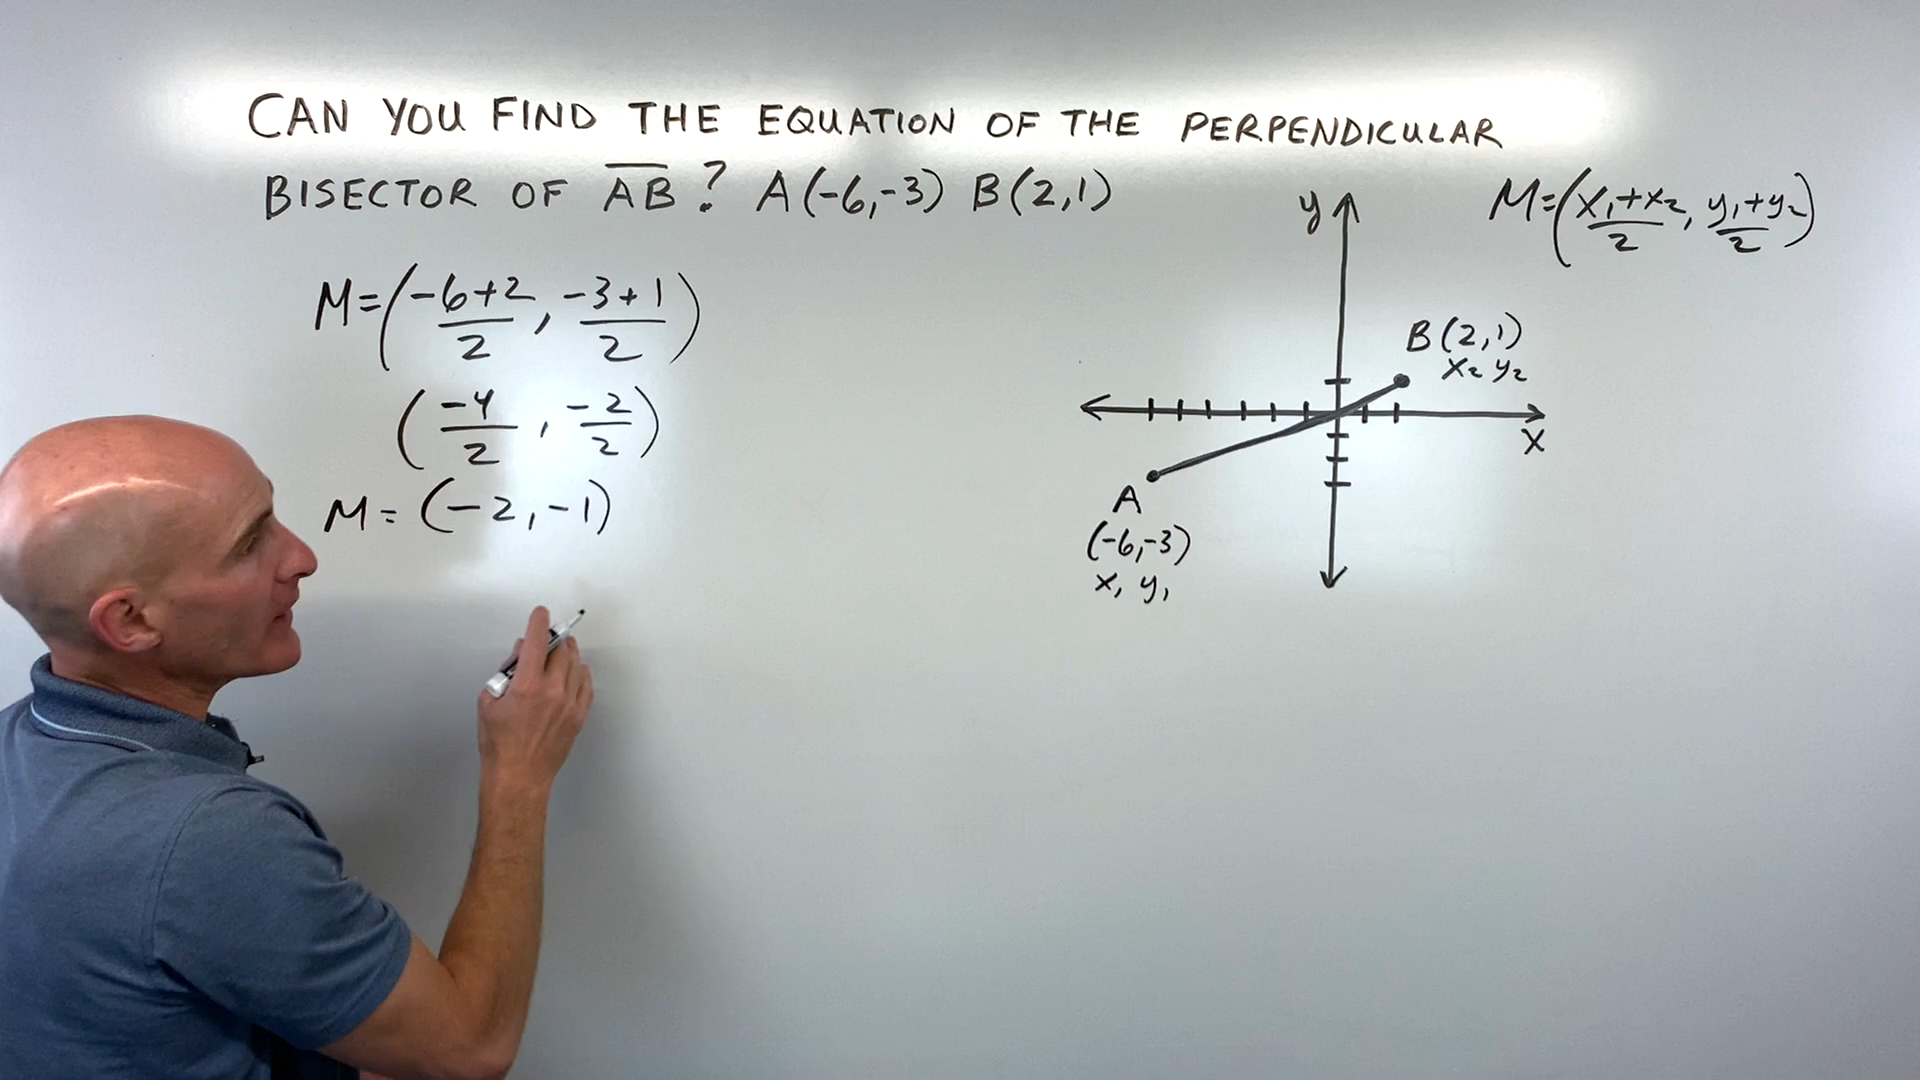 CAN YOU FIND THE EQUATION OF THE PERPENDICULAR
BISECTOR OF A̅B̅? A(-6,-3) B(2,1)
M=(x₁+x₂/2, y₁+y₂/2)
M=(-6+2/2, -3+1/2)
(-4/2, -2/2)
M=(-2,-1)
y
B(2,1)
x₂ y₂
x
A
(-6,-3)
x₁ y₁